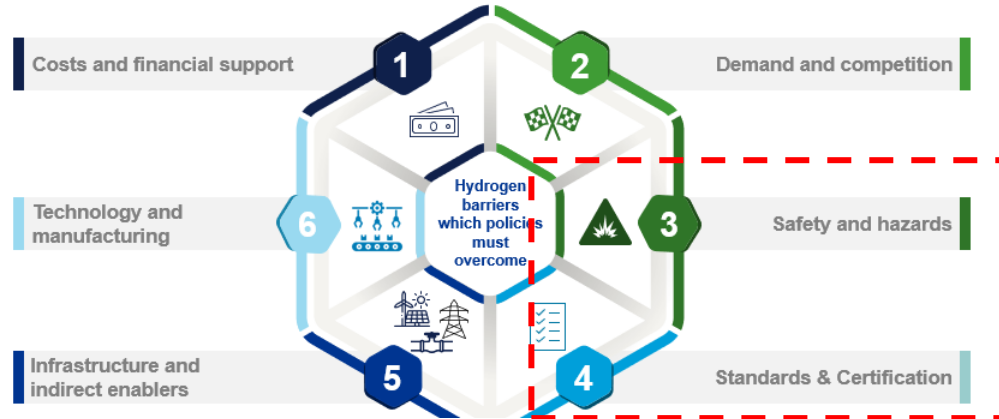 Costs and financial support
1
2
Demand and competition
Hydrogen
barriers
which policies
must
overcome
Technology and
manufacturing
6
3
Safety and hazards
Infrastructure and
indirect enablers
5
4
Standards & Certification